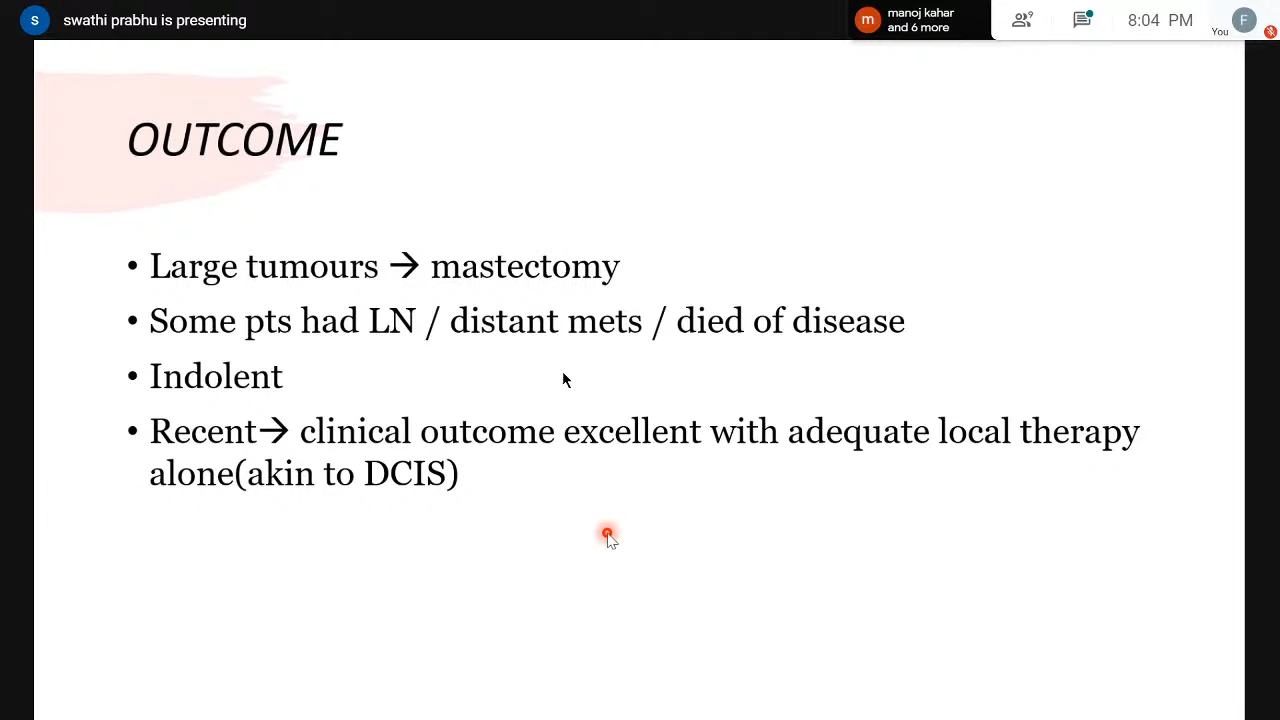 s swathi prabhu is presenting
m manoj kahar
and 6 more
9
8:04 PM
You F
OUTCOME
• Large tumours → mastectomy
• Some pts had LN / distant mets / died of disease
• Indolent
• Recent→ clinical outcome excellent with adequate local therapy
alone(akin to DCIS)